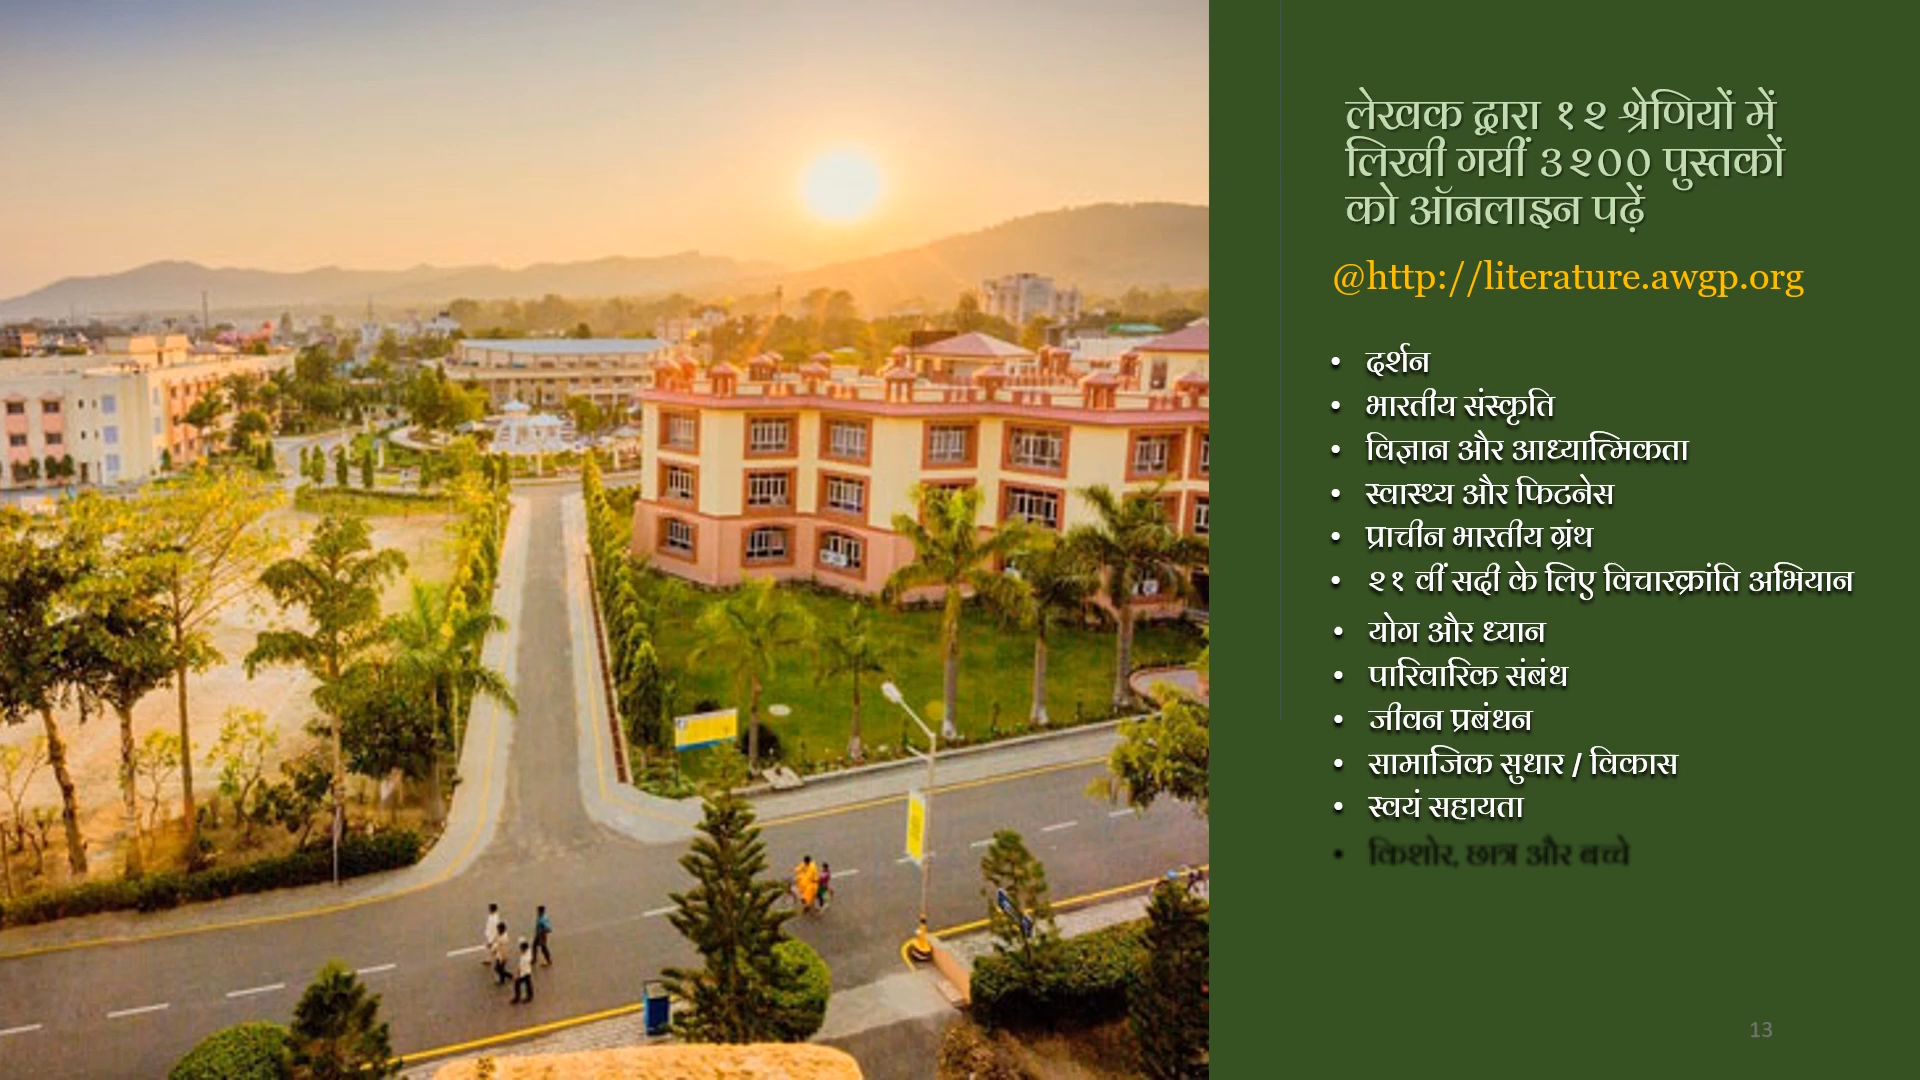 लेखक द्वारा १२ श्रेणियों में
लिखी गयीं ३२०० पुस्तकों
को ऑनलाइन पढ़ें
@http://literature.awgp.org
• दर्शन
• भारतीय संस्कृति
• विज्ञान और आध्यात्मिकता
• स्वास्थ्य और फिटनेस
• प्राचीन भारतीय ग्रंथ
• २१ वीं सदी के लिए विचारक्रांति अभियान
• योग और ध्यान
• पारिवारिक संबंध
• जीवन प्रबंधन
• सामाजिक सुधार / विकास
• स्वयं सहायता
• किशोर, छात्र और बच्चे
13